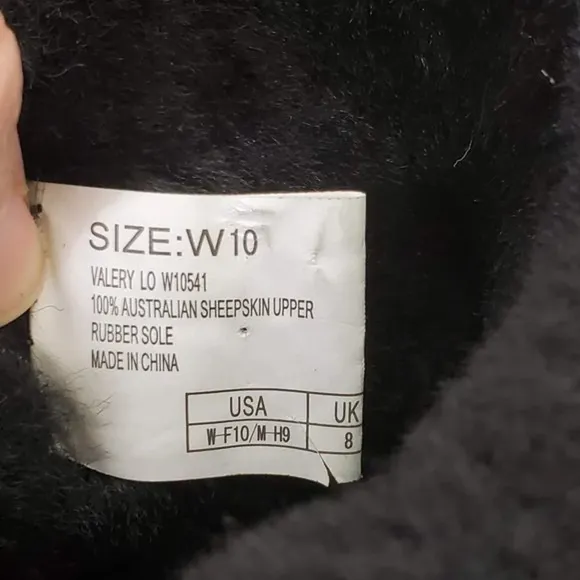 SIZE:W10
VALERY LO W10541
100% AUSTRALIAN SHEEPSKIN UPPER
RUBBER SOLE
MADE IN CHINA
USA UK
W-F10/M-H9 8